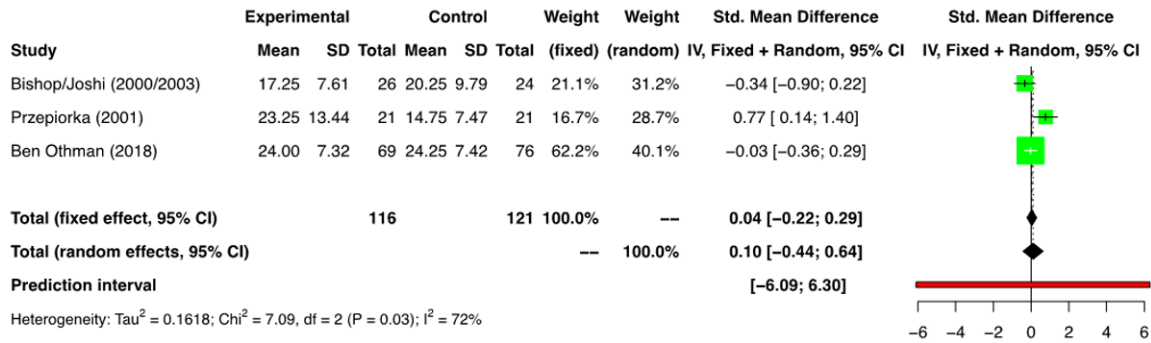 Experimental Control Weight Weight Std. Mean Difference Std. Mean Difference
Study Mean SD Total Mean SD Total (fixed) (random) IV, Fixed + Random, 95% CI IV, Fixed + Random, 95% CI
Bishop/Joshi (2000/2003) 17.25 7.61 26 20.25 9.79 24 21.1% 31.2% −0.34 [−0.90; 0.22]
Przepiorka (2001) 23.25 13.44 21 14.75 7.47 21 16.7% 28.7% 0.77 [ 0.14; 1.40]
Ben Othman (2018) 24.00 7.32 69 24.25 7.42 76 62.2% 40.1% −0.03 [−0.36; 0.29]
Total (fixed effect, 95% CI) 116 121 100.0% −− 0.04 [−0.22; 0.29]
Total (random effects, 95% CI) −− 100.0% 0.10 [−0.44; 0.64]
Prediction interval [−6.09; 6.30]
Heterogeneity: Tau² = 0.1618; Chi² = 7.09, df = 2 (P = 0.03); I² = 72%
−6 −4 −2 0 2 4 6